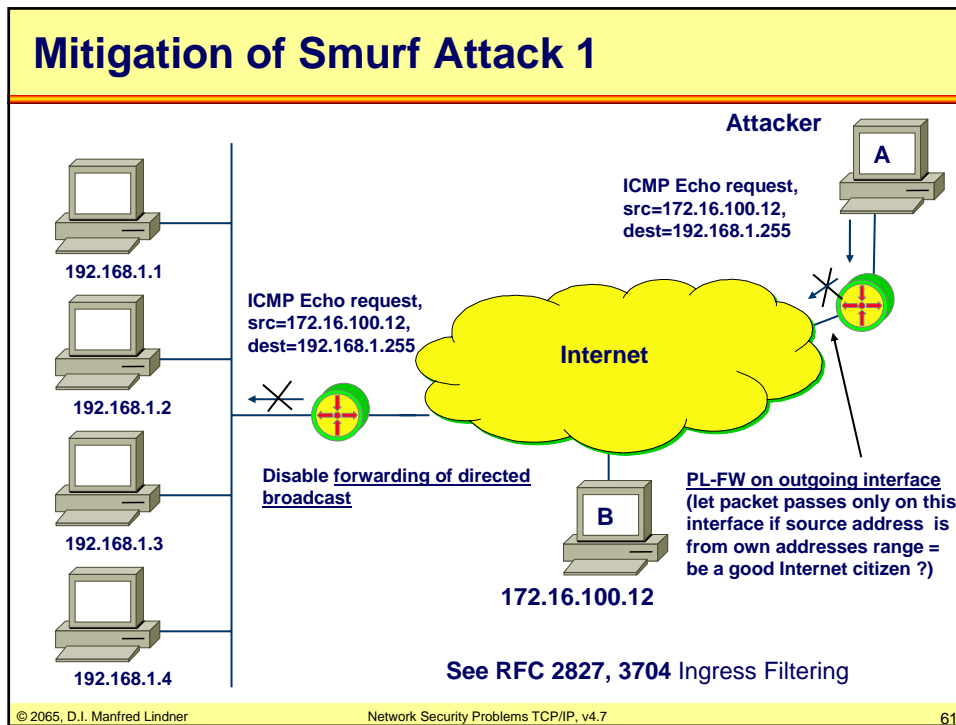 Mitigation of Smurf Attack 1
Attacker
A
ICMP Echo request,
src=172.16.100.12,
dest=192.168.1.255
192.168.1.1
ICMP Echo request,
src=172.16.100.12,
dest=192.168.1.255
Internet
192.168.1.2
Disable forwarding of directed
broadcast
PL-FW on outgoing interface
(let packet passes only on this
interface if source address is
from own addresses range =
be a good Internet citizen ?)
B
192.168.1.3
172.16.100.12
192.168.1.4
See RFC 2827, 3704 Ingress Filtering
© 2065, D.I. Manfred Lindner
Network Security Problems TCP/IP, v4.7
61